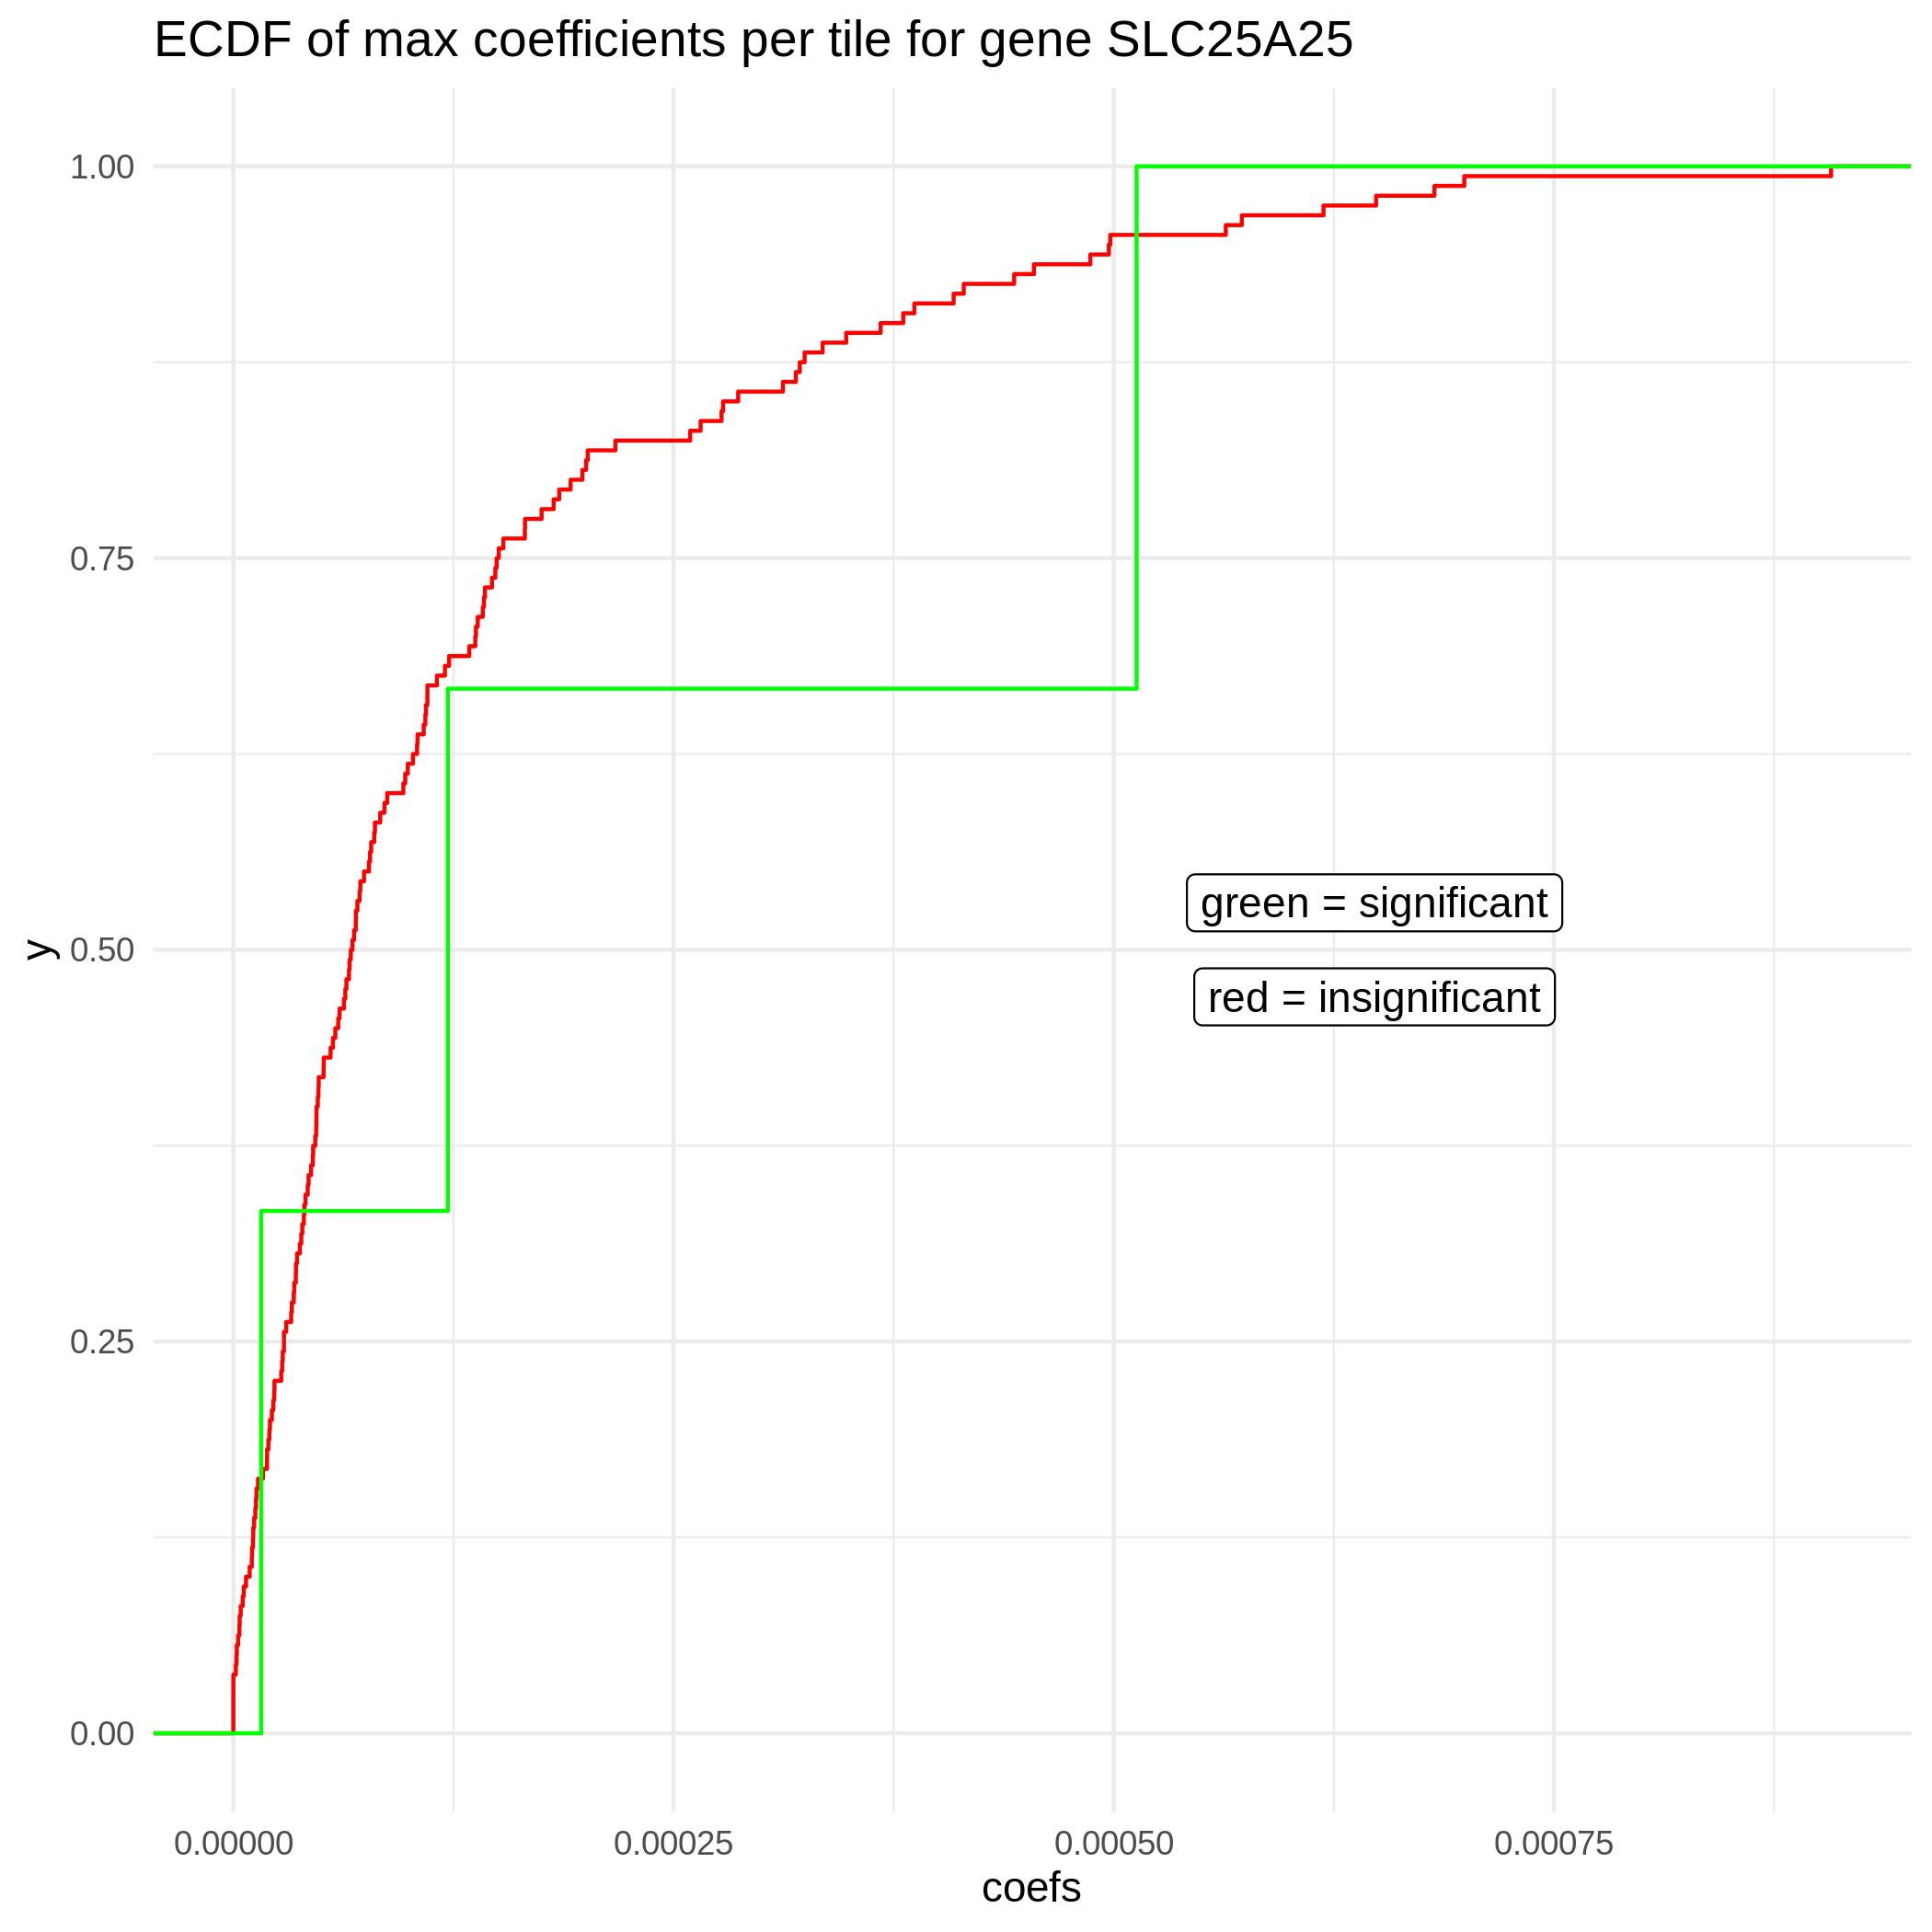 ECDF of max coefficients per tile for gene SLC25A25
1.00
0.75
0.50
0.25
0.00
y
green = significant
red = insignificant
0.00000
0.00025
0.00050
0.00075
coefs